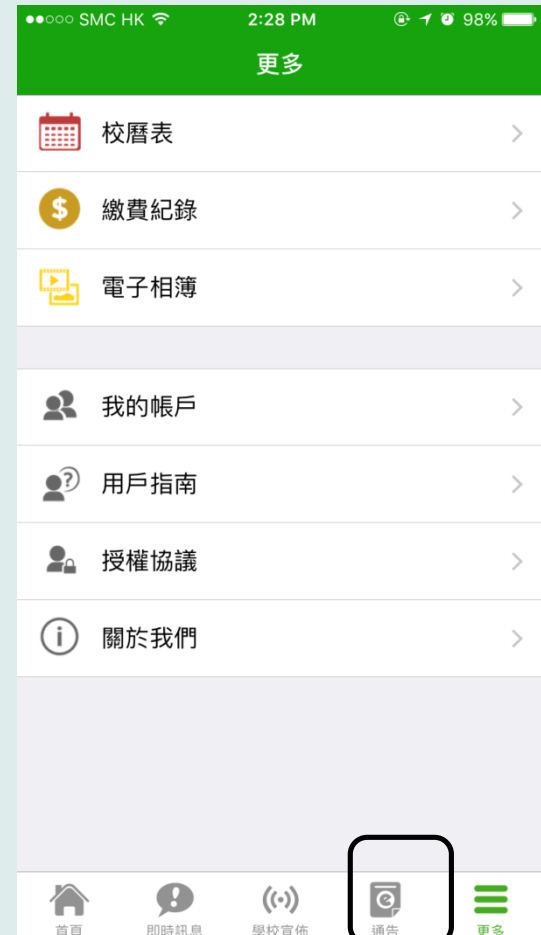 SMC HK 2:28 PM 98%
更多
校曆表
$ 繳費紀錄
電子相簿
我的帳戶
? 用戶指南
授權協議
i 關於我們
首頁 即時訊息 學校宣佈 通告 更多